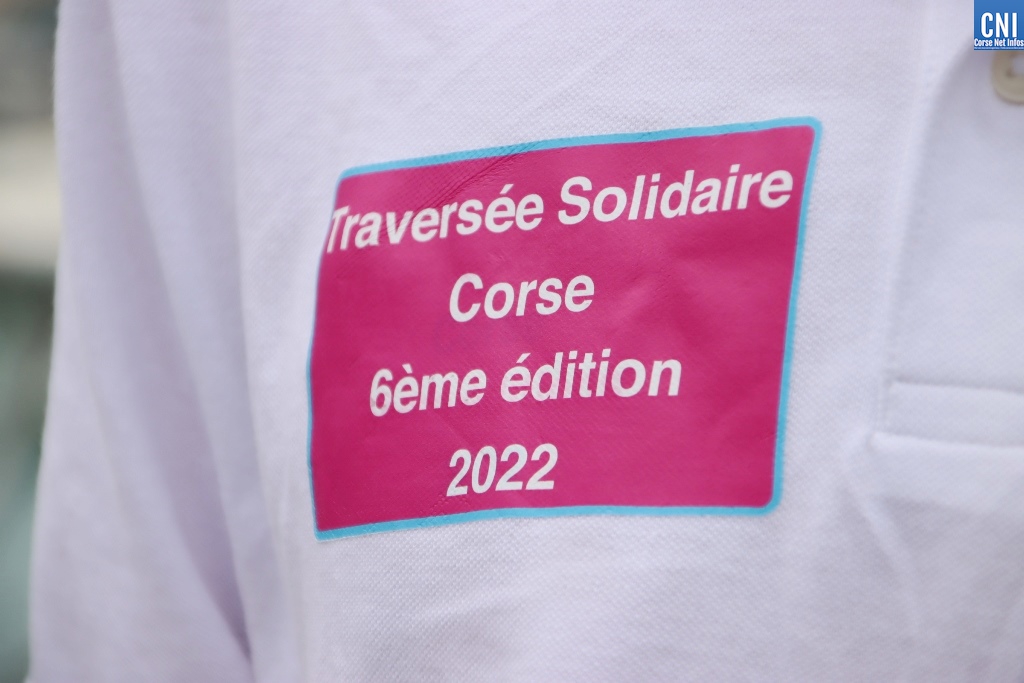 CNI
Corse Net Infos
Traversée Solidaire
Corse
6ème édition
2022